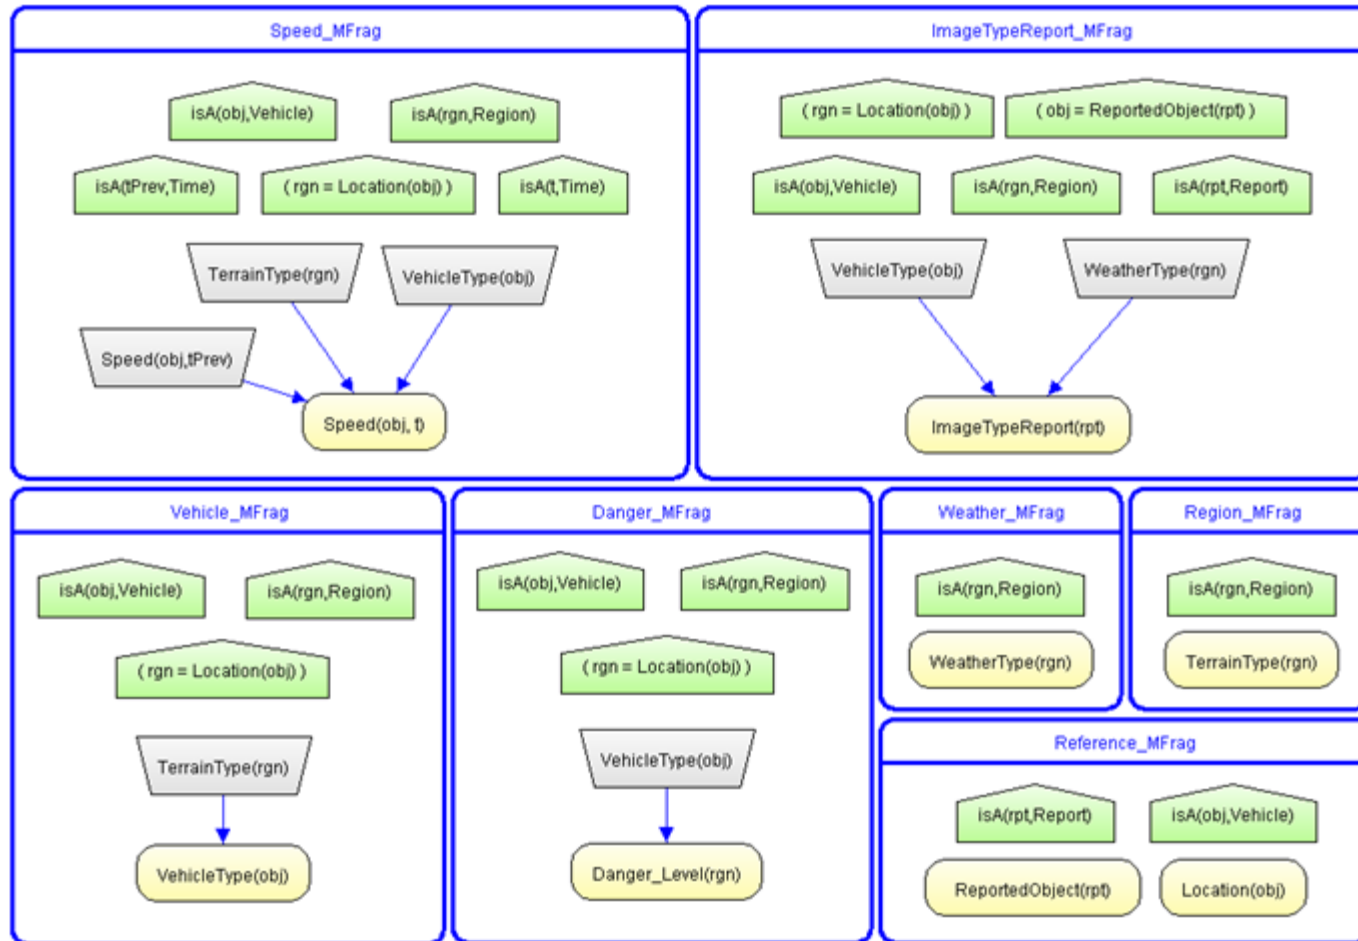 Speed_MFrag
isA(obj,Vehicle)
isA(rgn,Region)
isA(tPrev,Time)
( rgn = Location(obj) )
isA(t,Time)
TerrainType(rgn)
VehicleType(obj)
Speed(obj,tPrev)
Speed(obj, t)
ImageTypeReport_MFrag
( rgn = Location(obj) )
( obj = ReportedObject(rpt) )
isA(obj,Vehicle)
isA(rgn,Region)
isA(rpt,Report)
VehicleType(obj)
WeatherType(rgn)
ImageTypeReport(rpt)
Vehicle_MFrag
isA(obj,Vehicle)
isA(rgn,Region)
( rgn = Location(obj) )
TerrainType(rgn)
VehicleType(obj)
Danger_MFrag
isA(obj,Vehicle)
isA(rgn,Region)
( rgn = Location(obj) )
VehicleType(obj)
Danger_Level(rgn)
Weather_MFrag
isA(rgn,Region)
WeatherType(rgn)
Region_MFrag
isA(rgn,Region)
TerrainType(rgn)
Reference_MFrag
isA(rpt,Report)
isA(obj,Vehicle)
ReportedObject(rpt)
Location(obj)